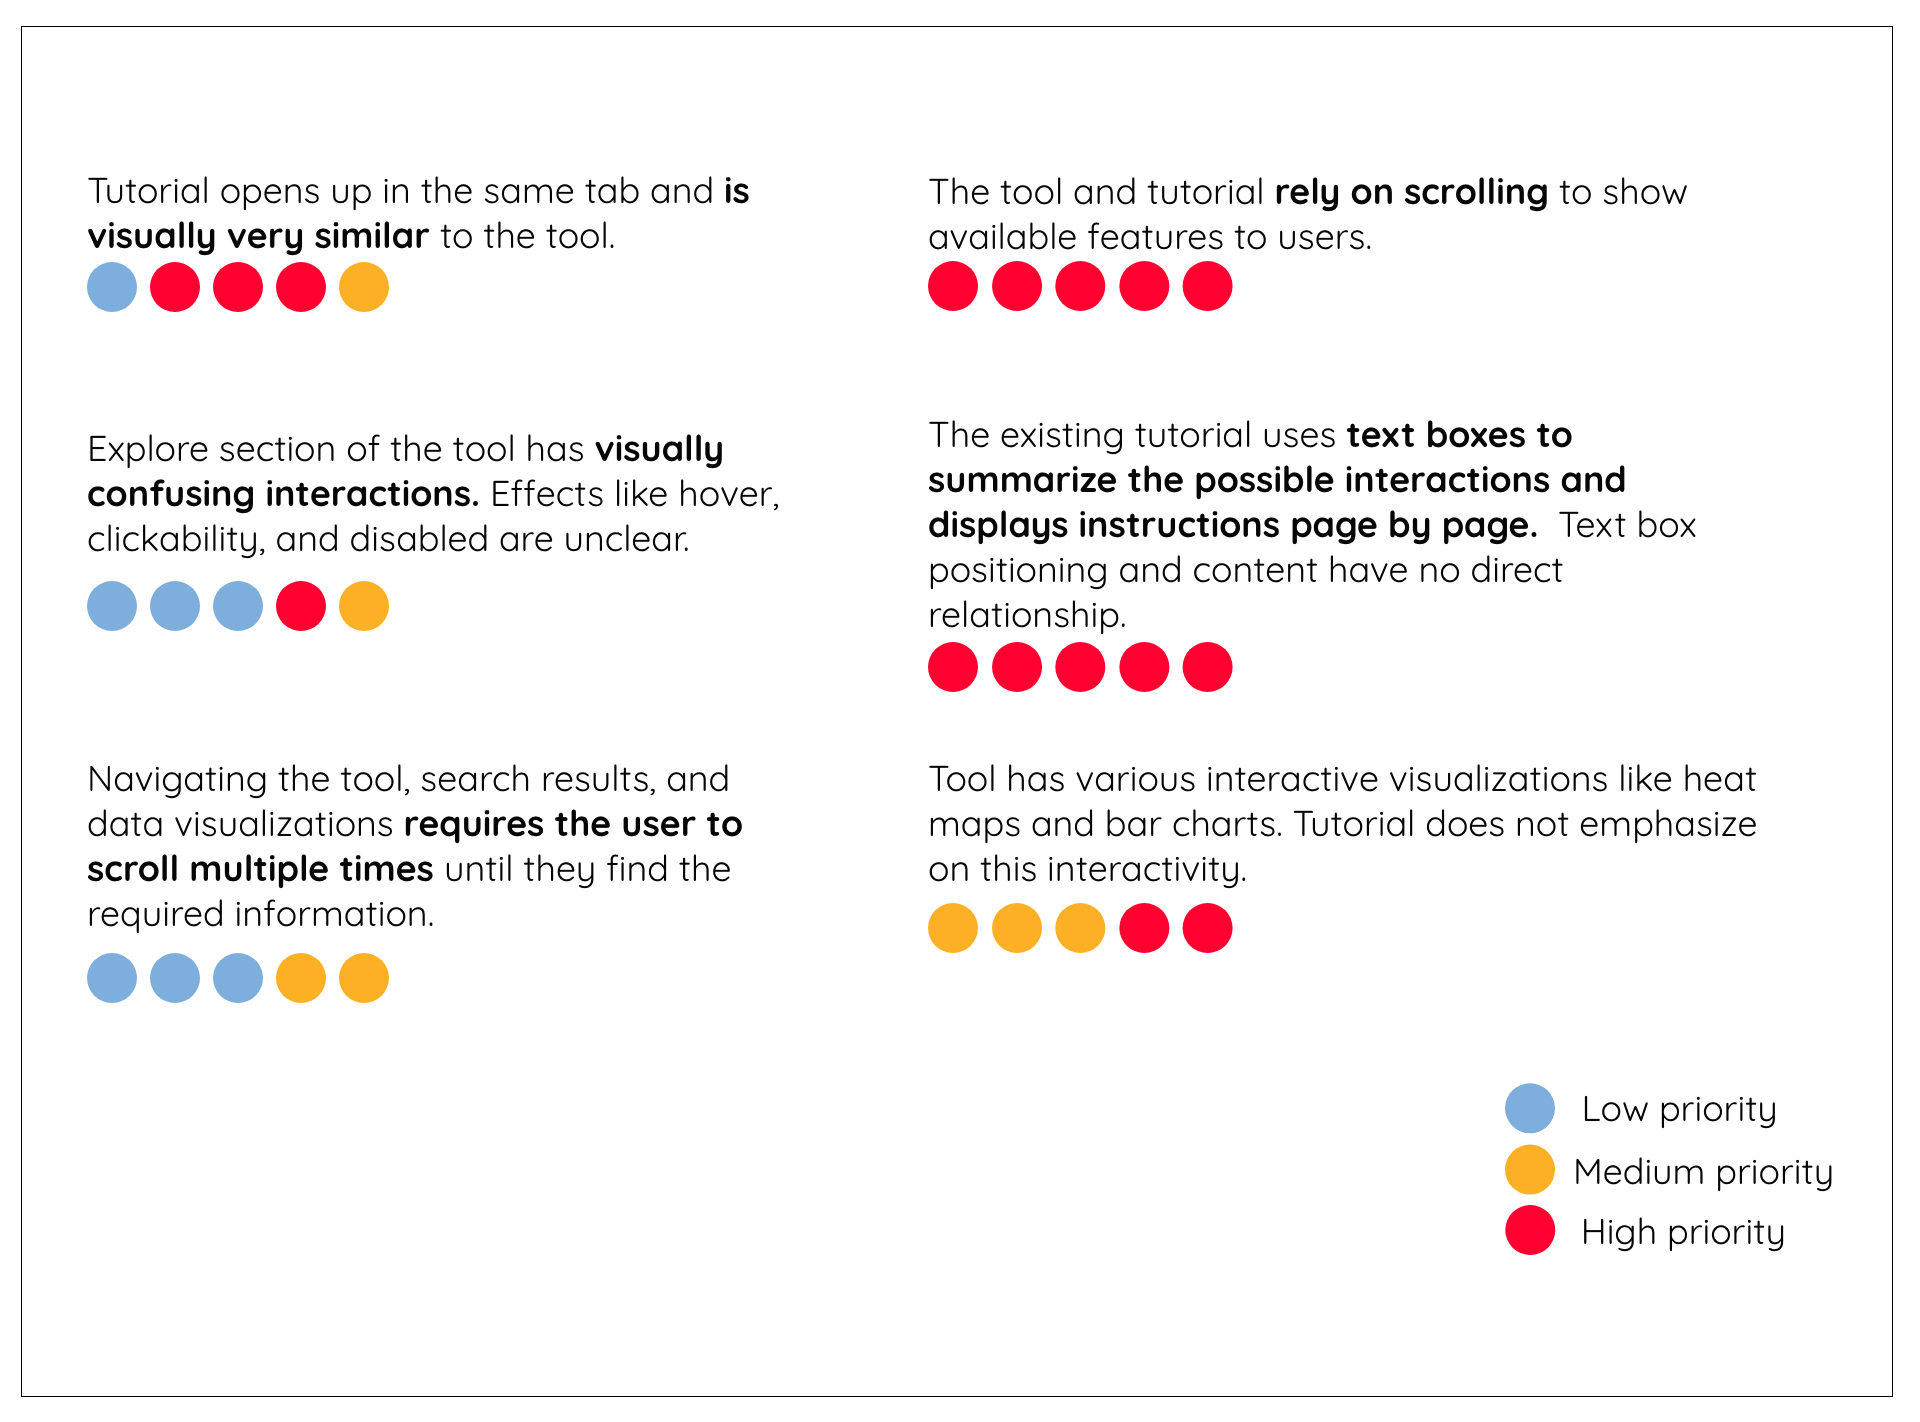 Tutorial opens up in the same tab and is
visually very similar to the tool.
Explore section of the tool has visually
confusing interactions. Effects like hover,
clickability, and disabled are unclear.
Navigating the tool, search results, and
data visualizations requires the user to
scroll multiple times until they find the
required information.
The tool and tutorial rely on scrolling to show
available features to users.
The existing tutorial uses text boxes to
summarize the possible interactions and
displays instructions page by page.  Text box
positioning and content have no direct
relationship.
Tool has various interactive visualizations like heat
maps and bar charts. Tutorial does not emphasize
on this interactivity.
Low priority
Medium priority
High priority